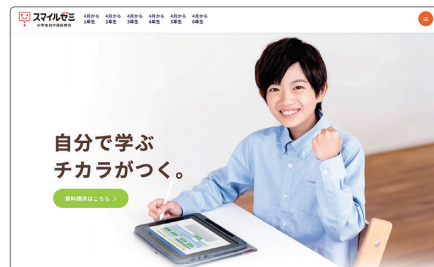 スマイルゼミ
小学生向け通信教育
4月から
1年生
4月から
2年生
4月から
3年生
4月から
4年生
4月から
5年生
4月から
6年生
自分で学ぶ
チカラがつく。
資料請求はこちら